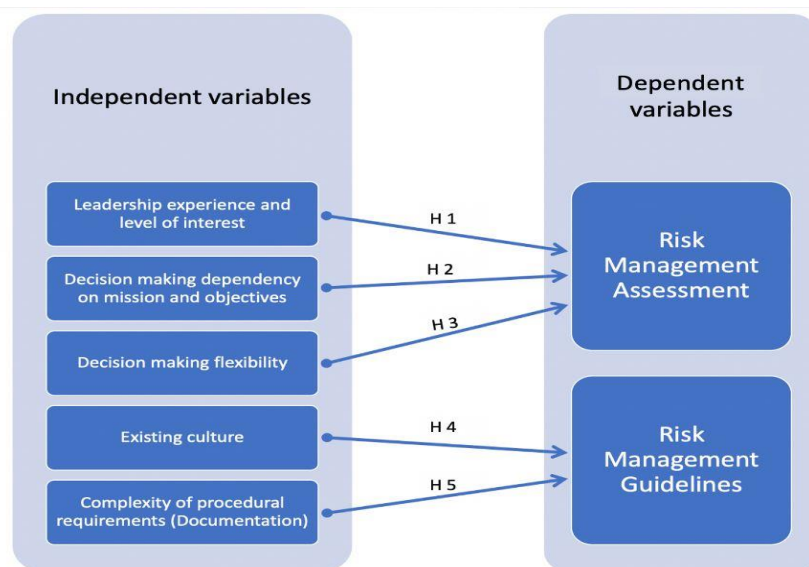 Independent variables
Leadership experience and
level of interest
Decision making dependency
on mission and objectives
Decision making flexibility
Existing culture
Complexity of procedural
requirements (Documentation)
H 1
H 2
H 3
H 4
H 5
Dependent
variables
Risk
Management
Assessment
Risk
Management
Guidelines